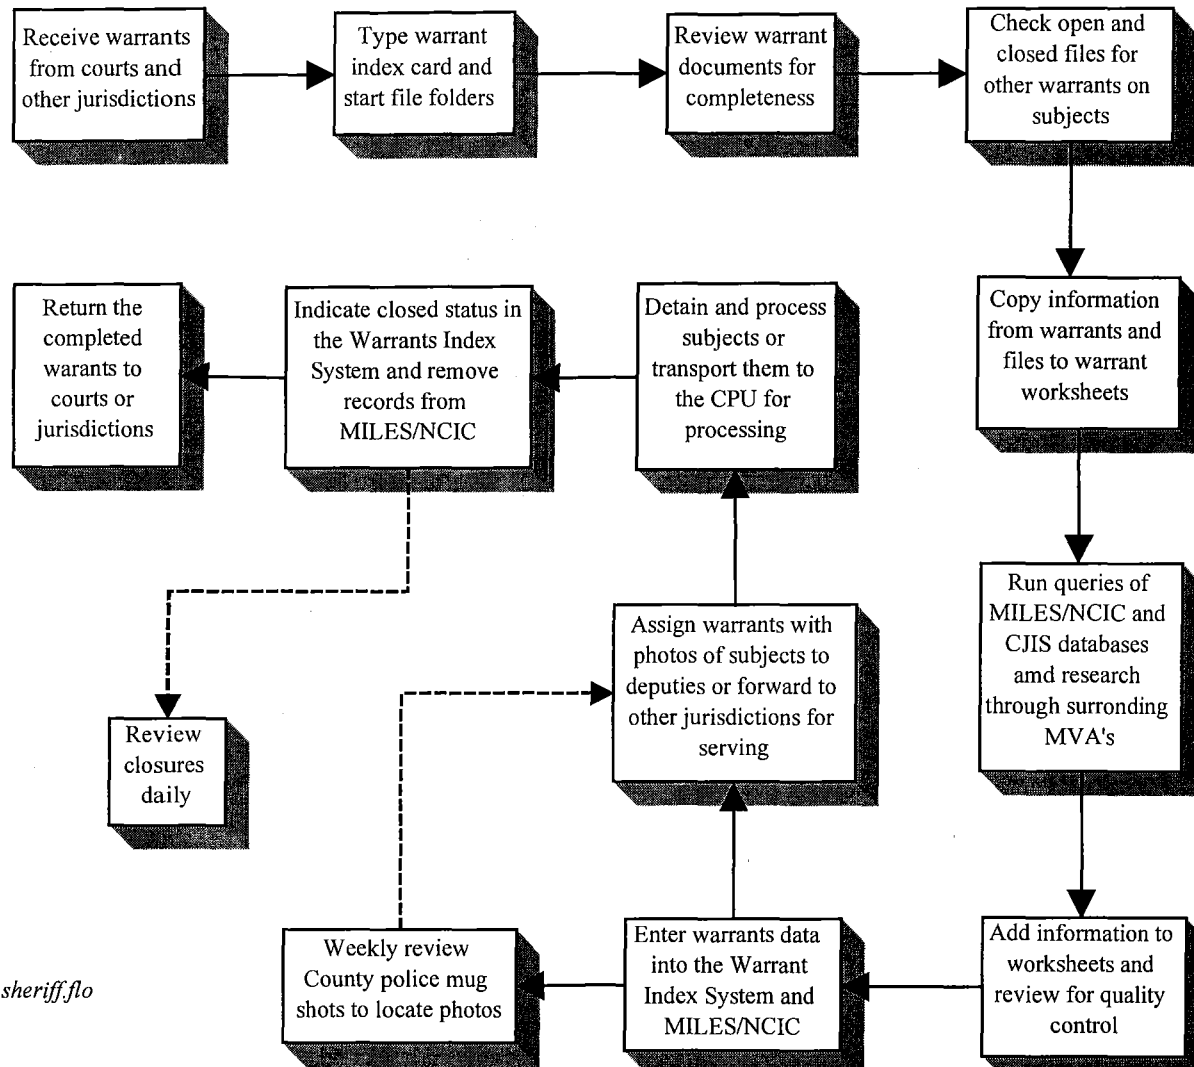 Receive warrants
from courts and
other jurisdictions
Type warrant
index card and
start file folders
Review warrant
documents for
completeness
Check open and
closed files for
other warrants on
subjects
Copy information
from warrants and
files to warrant
worksheets
Run queries of
MILES/NCIC and
CJIS databases
amd research
through surronding
MVA's
Add information to
worksheets and
review for quality
control
Enter warrants data
into the Warrant
Index System and
MILES/NCIC
Weekly review
County police mug
shots to locate photos
Assign warrants with
photos of subjects to
deputies or forward to
other jurisdictions for
serving
Detain and process
subjects or
transport them to
the CPU for
processing
Indicate closed status in
the Warrants Index
System and remove
records from
MILES/NCIC
Return the
completed
warants to
courts or
jurisdictions
Review
closures
daily
sheriff.flo